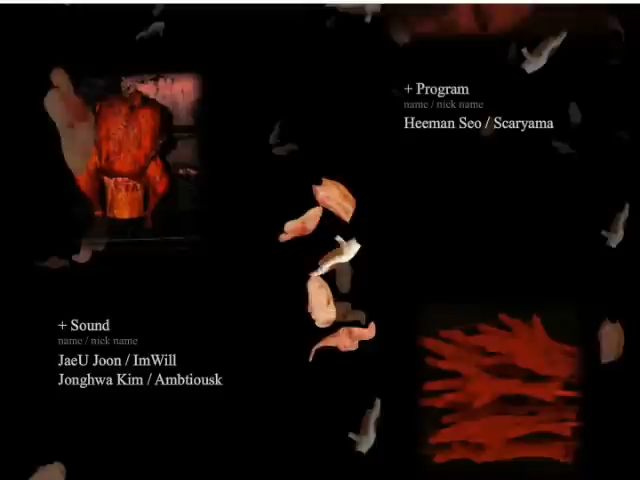 + Program
name / nick name
Heeman Seo / Scaryama
+ Sound
name / nick name
JaeU Joon / ImWill
Jonghwa Kim / Ambtiousk